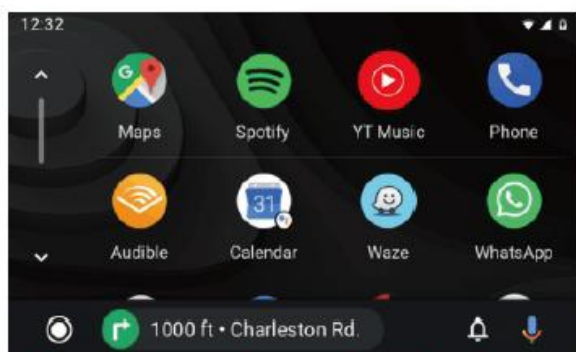 12:32
Maps Spotify YT Music Phone
31
Audible Calendar Waze WhatsApp
1000 ft • Charleston Rd.